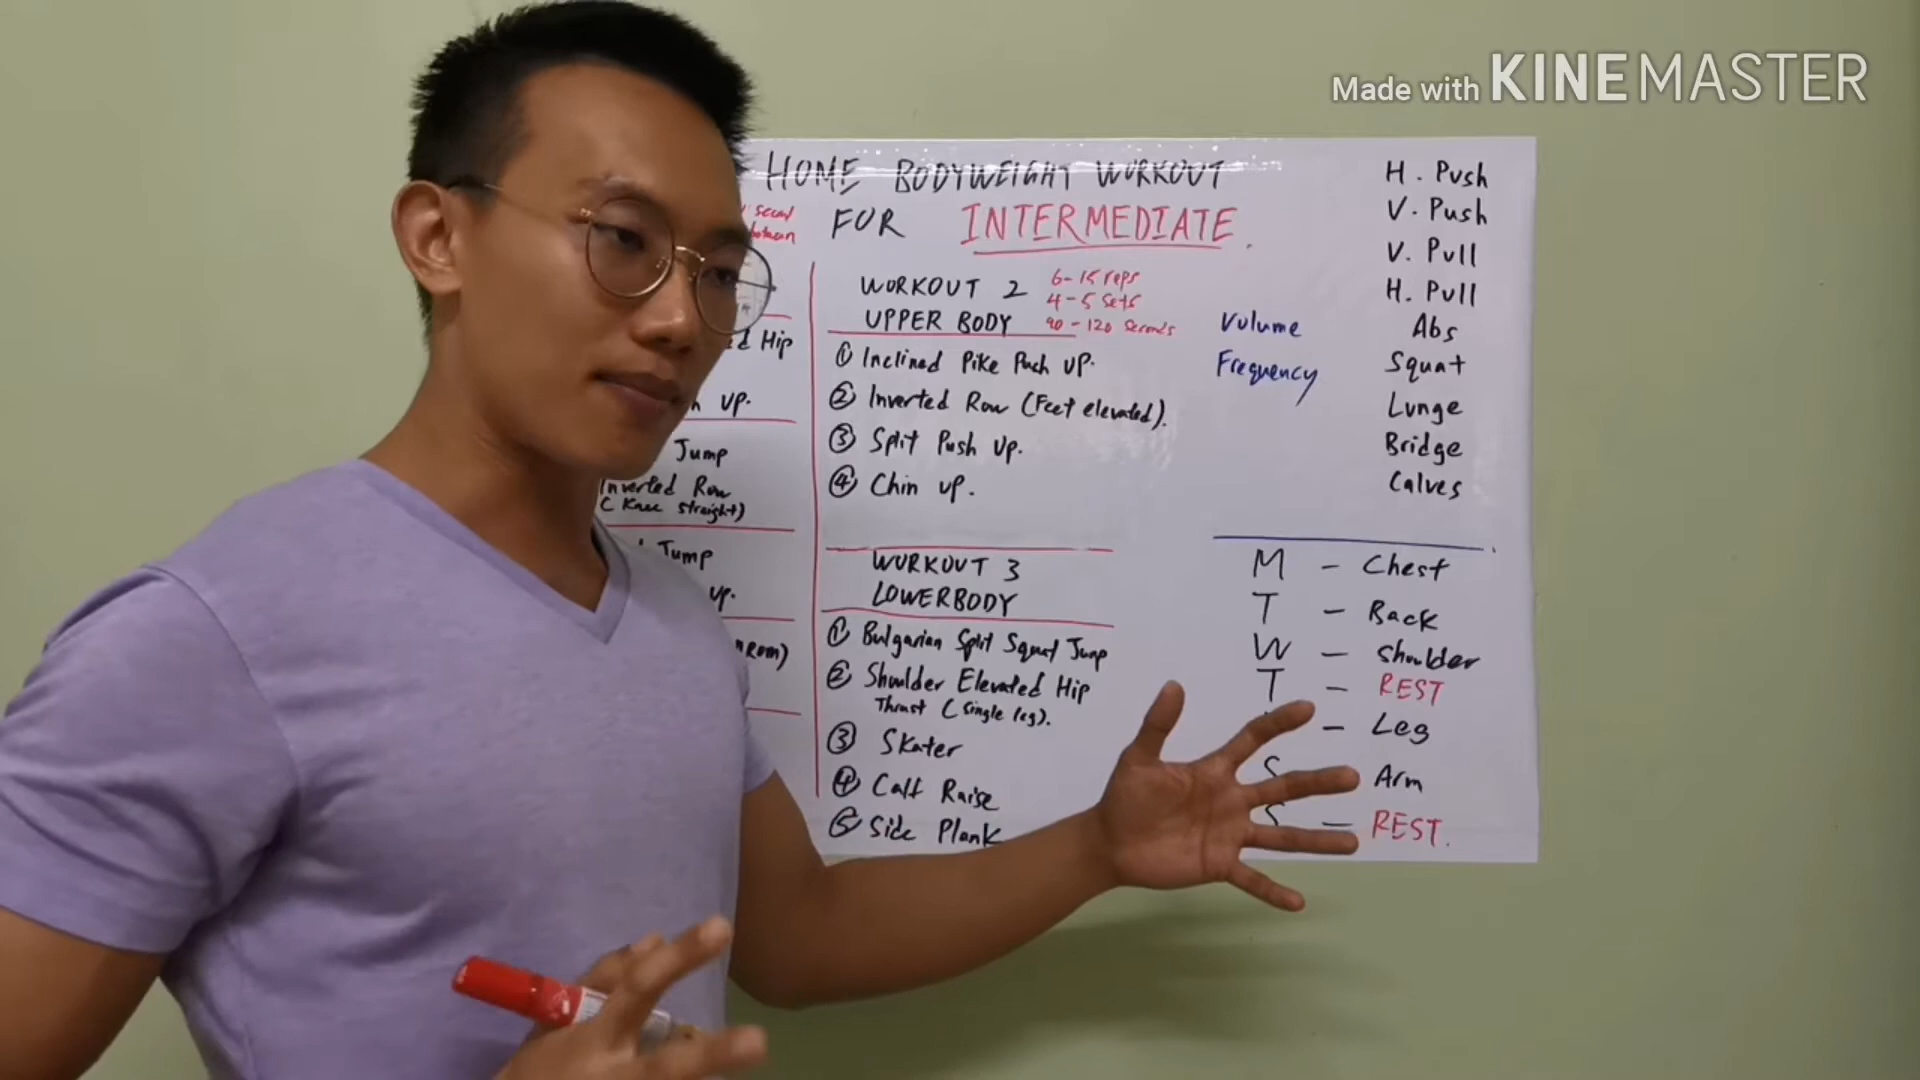 Made with KINEMASTER
HOME BODYWEIGHT WORKOUT
FOR INTERMEDIATE.
second
between
Hip
UP.
Jump
Inverted Row
(Knee straight)
Jump
UP.
ROM)
WORKOUT 2
UPPER BODY
6-15 reps
4-5 sets
90-120 seconds
① Inclined Pike Push UP.
② Inverted Row (Feet elevated).
③ Split Push Up.
④ Chin up.
WORKOUT 3
LOWERBODY
① Bulgarian Split Squat Jump
② Shoulder Elevated Hip
Thrust (single leg).
③ Skater
④ Calf Raise
⑤ Side Plank
Volume
Frequency
H. Push
V. Push
V. Pull
H. Pull
Abs
Squat
Lunge
Bridge
Calves
M - Chest
T - Back
W - Shoulder
T - REST
- Leg
S Arm
S - REST.